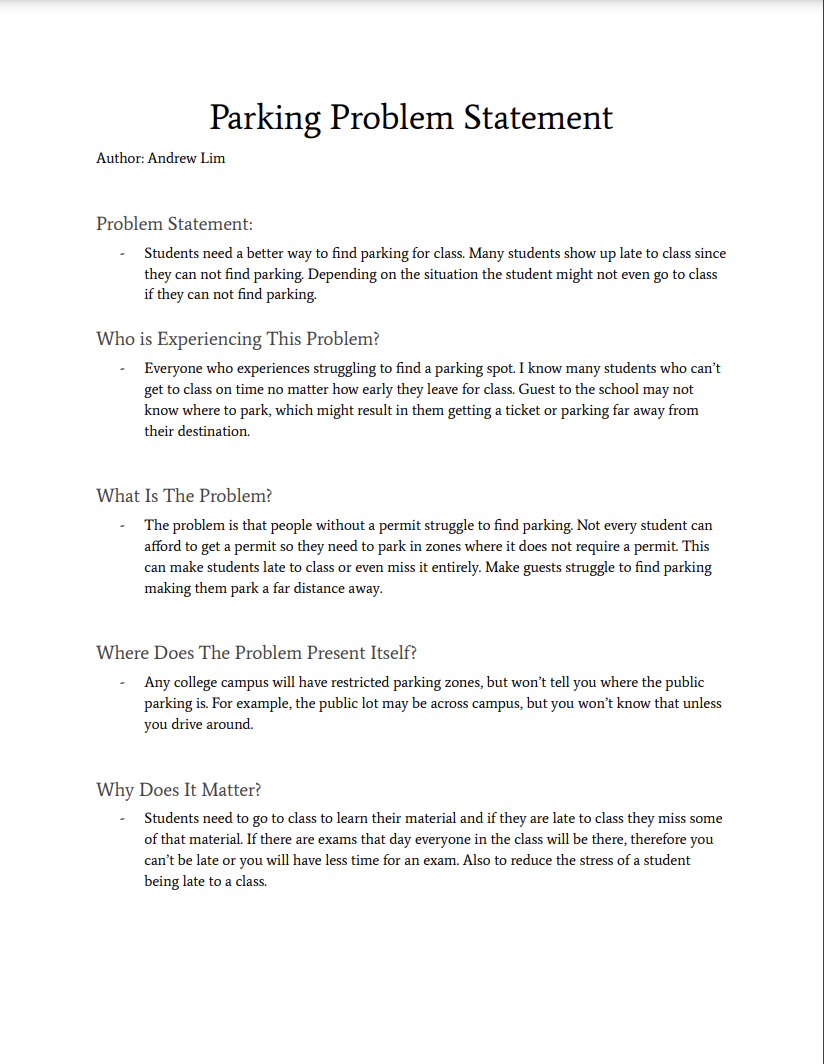 Parking Problem Statement
Author: Andrew Lim
Problem Statement:
- Students need a better way to find parking for class. Many students show up late to class since
they can not find parking. Depending on the situation the student might not even go to class
if they can not find parking.
Who is Experiencing This Problem?
- Everyone who experiences struggling to find a parking spot. I know many students who can't
get to class on time no matter how early they leave for class. Guest to the school may not
know where to park, which might result in them getting a ticket or parking far away from
their destination.
What Is The Problem?
- The problem is that people without a permit struggle to find parking. Not every student can
afford to get a permit so they need to park in zones where it does not require a permit. This
can make students late to class or even miss it entirely. Make guests struggle to find parking
making them park a far distance away.
Where Does The Problem Present Itself?
- Any college campus will have restricted parking zones, but won't tell you where the public
parking is. For example, the public lot may be across campus, but you won't know that unless
you drive around.
Why Does It Matter?
- Students need to go to class to learn their material and if they are late to class they miss some
of that material. If there are exams that day everyone in the class will be there, therefore you
can't be late or you will have less time for an exam. Also to reduce the stress of a student
being late to a class.